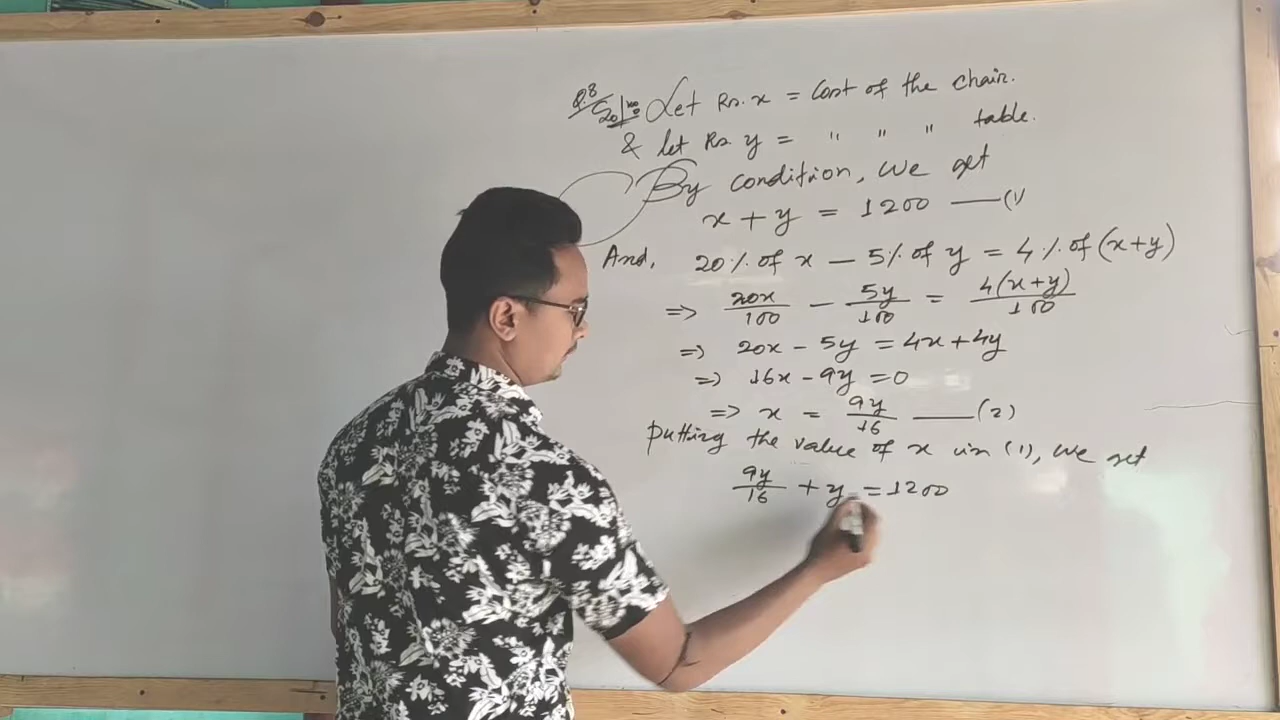 Q.8 Let Rs. x = Cost of the chair.
& let Rs y = " " " table.
By condition, we get
x + y = 1200 —(1)
And, 20% of x — 5% of y = 4% of (x+y)
=> 20x/100 - 5y/100 = 4(x+y)/100
=> 20x - 5y = 4x + 4y
=> 16x - 9y = 0
=> x = 9y/16 —(2)
putting the value of x in (1), we get
9y/16 + y = 1200